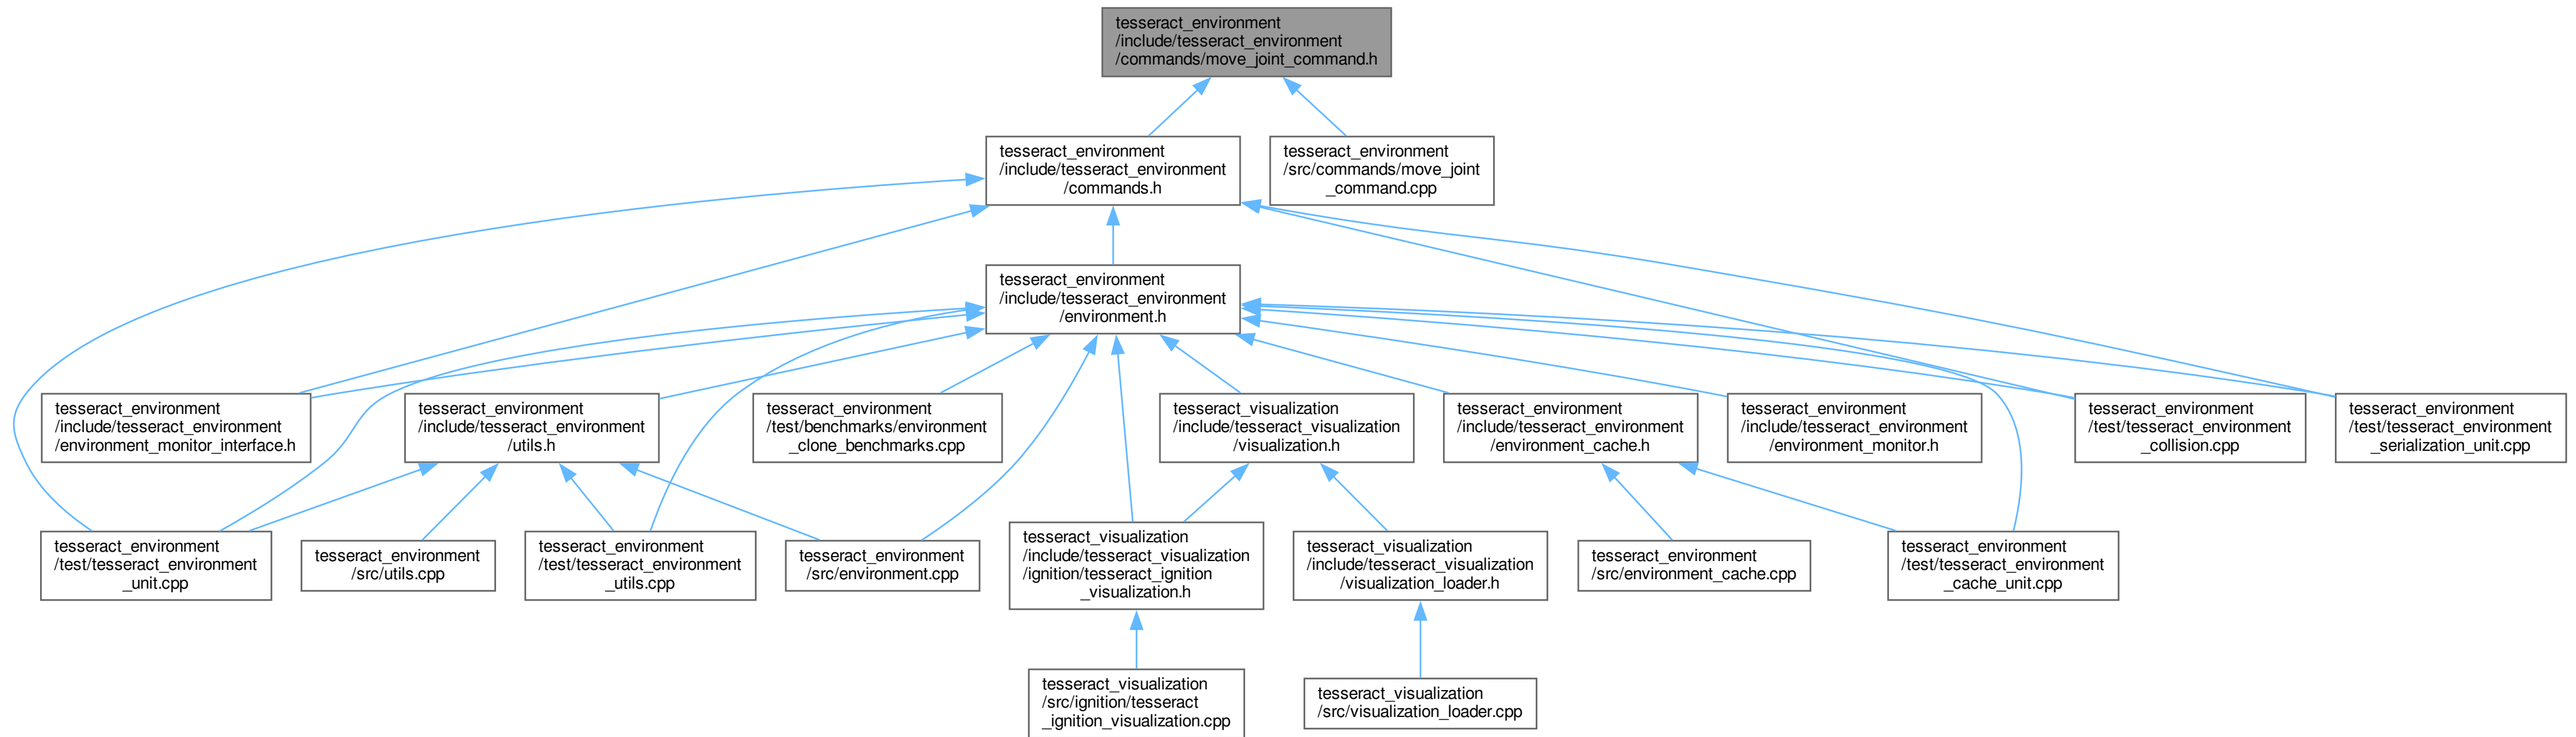 tesseract_environment
/include/tesseract_environment
/commands/move_joint_command.h
tesseract_environment
/include/tesseract_environment
/commands.h
tesseract_environment
/src/commands/move_joint
_command.cpp
tesseract_environment
/include/tesseract_environment
/environment.h
tesseract_environment
/include/tesseract_environment
/environment_monitor_interface.h
tesseract_environment
/include/tesseract_environment
/utils.h
tesseract_environment
/test/benchmarks/environment
_clone_benchmarks.cpp
tesseract_visualization
/include/tesseract_visualization
/visualization.h
tesseract_environment
/include/tesseract_environment
/environment_cache.h
tesseract_environment
/include/tesseract_environment
/environment_monitor.h
tesseract_environment
/test/tesseract_environment
_collision.cpp
tesseract_environment
/test/tesseract_environment
_serialization_unit.cpp
tesseract_environment
/test/tesseract_environment
_unit.cpp
tesseract_environment
/src/utils.cpp
tesseract_environment
/test/tesseract_environment
_utils.cpp
tesseract_environment
/src/environment.cpp
tesseract_visualization
/include/tesseract_visualization
/ignition/tesseract_ignition
_visualization.h
tesseract_visualization
/include/tesseract_visualization
/visualization_loader.h
tesseract_environment
/src/environment_cache.cpp
tesseract_environment
/test/tesseract_environment
_cache_unit.cpp
tesseract_visualization
/src/ignition/tesseract
_ignition_visualization.cpp
tesseract_visualization
/src/visualization_loader.cpp